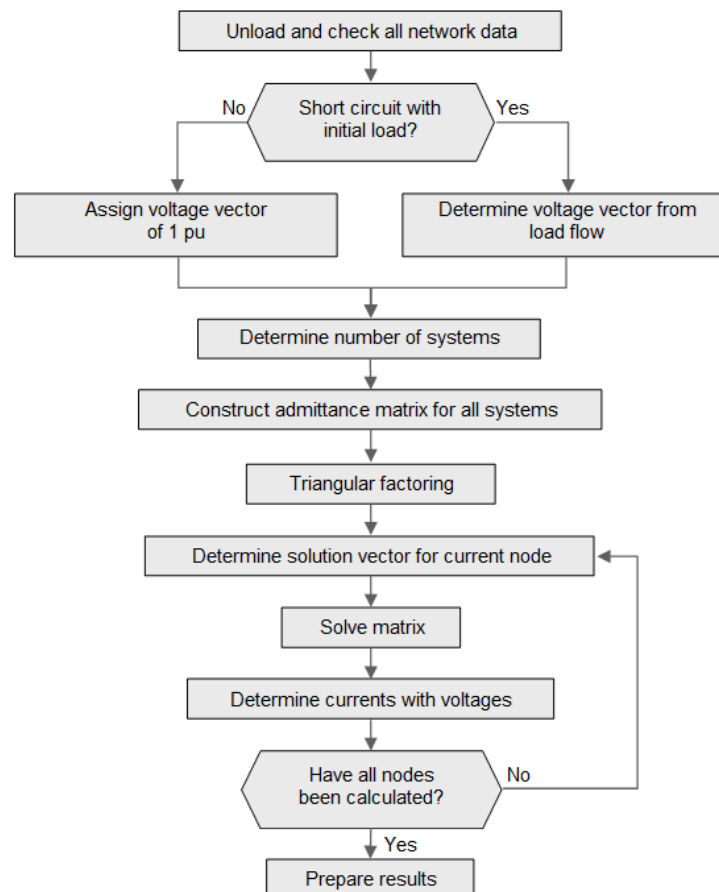 Unload and check all network data
No
Short circuit with
initial load?
Yes
Assign voltage vector
of 1 pu
Determine voltage vector from
load flow
Determine number of systems
Construct admittance matrix for all systems
Triangular factoring
Determine solution vector for current node
Solve matrix
Determine currents with voltages
Have all nodes
been calculated?
No
Yes
Prepare results